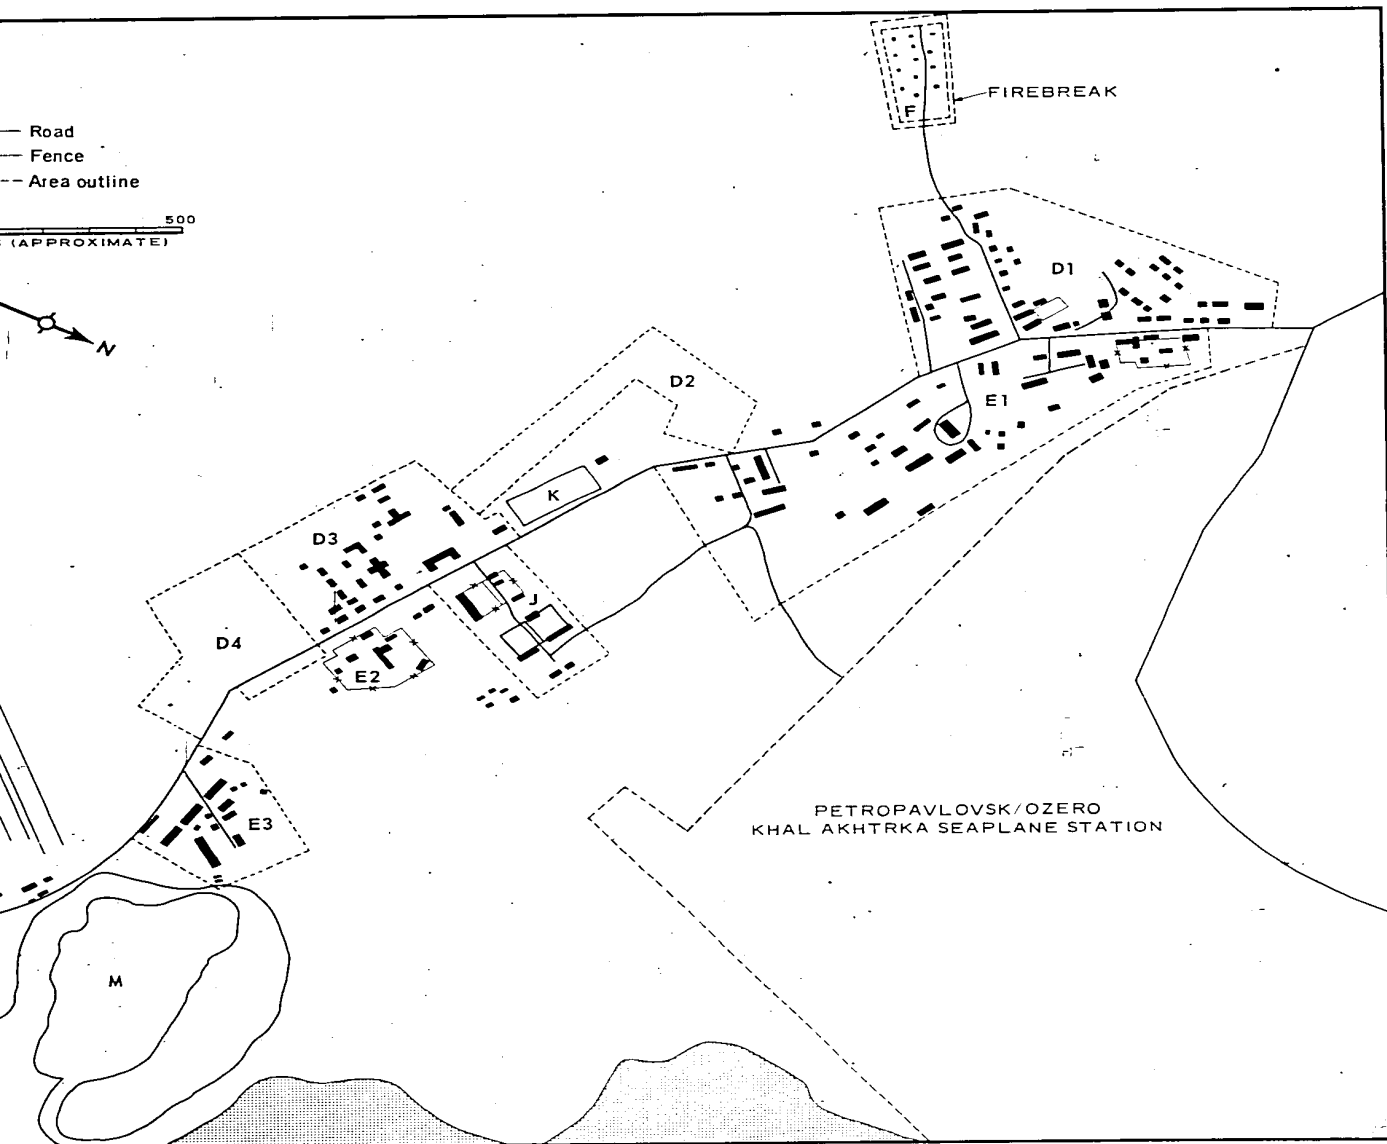 FIREBREAK
F
Road
Fence
Area outline
500
(APPROXIMATE)
N
D1
D2
E1
K
D3
J
D4
E2
E3
M
PETROPAVLOVSK/OZERO
KHAL AKHTRKA SEAPLANE STATION